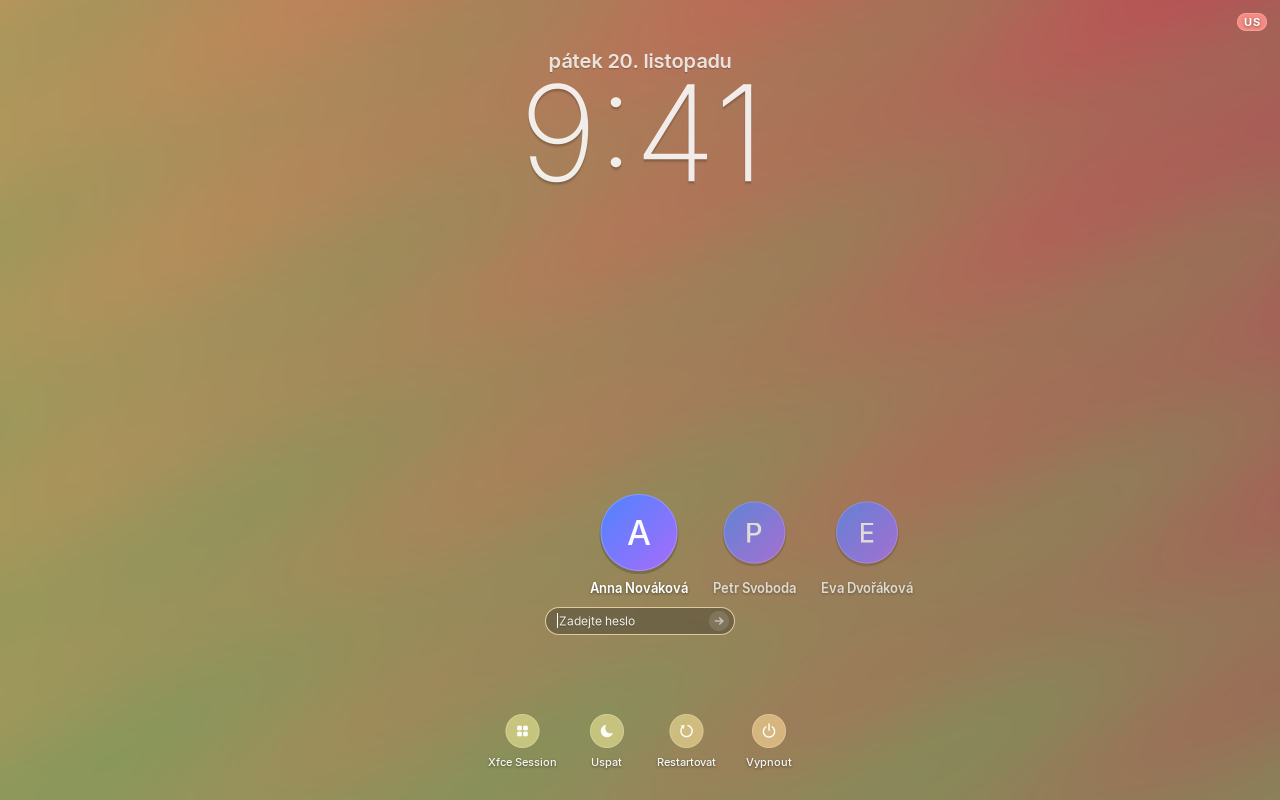 US
pátek 20. listopadu
9:41
A
P
E
Anna Nováková
Petr Svoboda
Eva Dvořáková
Zadejte heslo
Xfce Session
Uspat
Restartovat
Vypnout